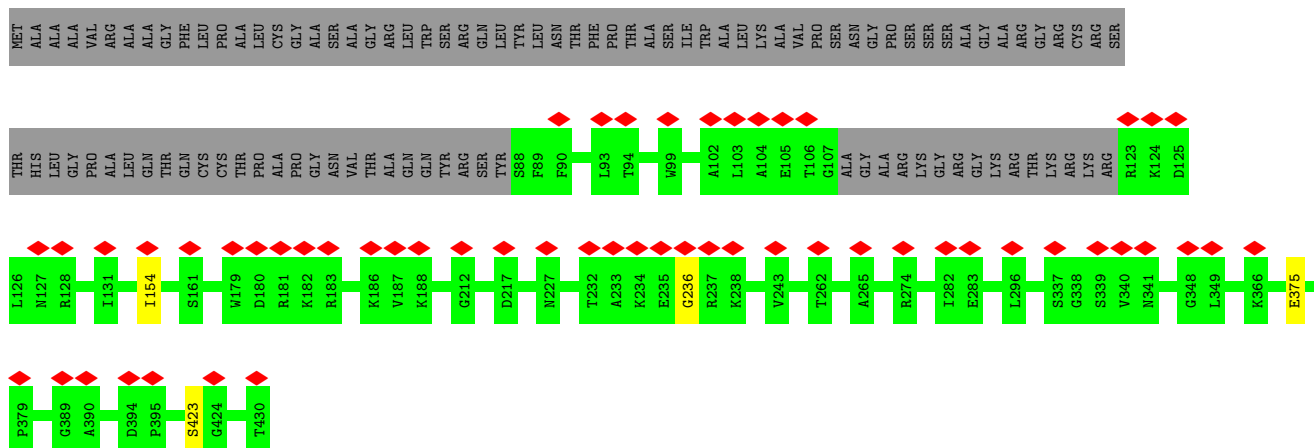 MET ALA ALA ALA VAL ARG ALA ALA GLY PHE LEU PRO ALA LEU CYS GLY ALA SER ALA GLY ARG LEU TRP SER ARG GLN LEU TYR LEU ASN THR PHE PRO THR ALA SER ILE TRP ALA LEU LYS ALA VAL PRO SER ASN GLY PRO SER SER SER ALA GLY ALA ARG GLY ARG CYS ARG SER
THR HIS LEU GLY PRO ALA LEU GLN THR GLN CYS CYS THR PRO ALA PRO GLY ASN VAL THR ALA GLN GLN TYR ARG SER TYR S88 F89 F90 L93 T94 W99 A102 L103 A104 E105 T106 G107 ALA GLY ALA ARG LYS GLY ARG GLY LYS ARG THR LYS ARG LYS ARG R123 K124 D125
L126 N127 R128 I131 I154 S161 W179 D180 R181 K182 R183 K186 V187 K188 G212 D217 N227 T232 A233 K234 E235 G236 R237 K238 V243 T262 A265 R274 I282 E283 L296 S337 G338 S339 V340 N341 G348 L349 K366 E375
P379 G389 A390 D394 P395 S423 G424 T430